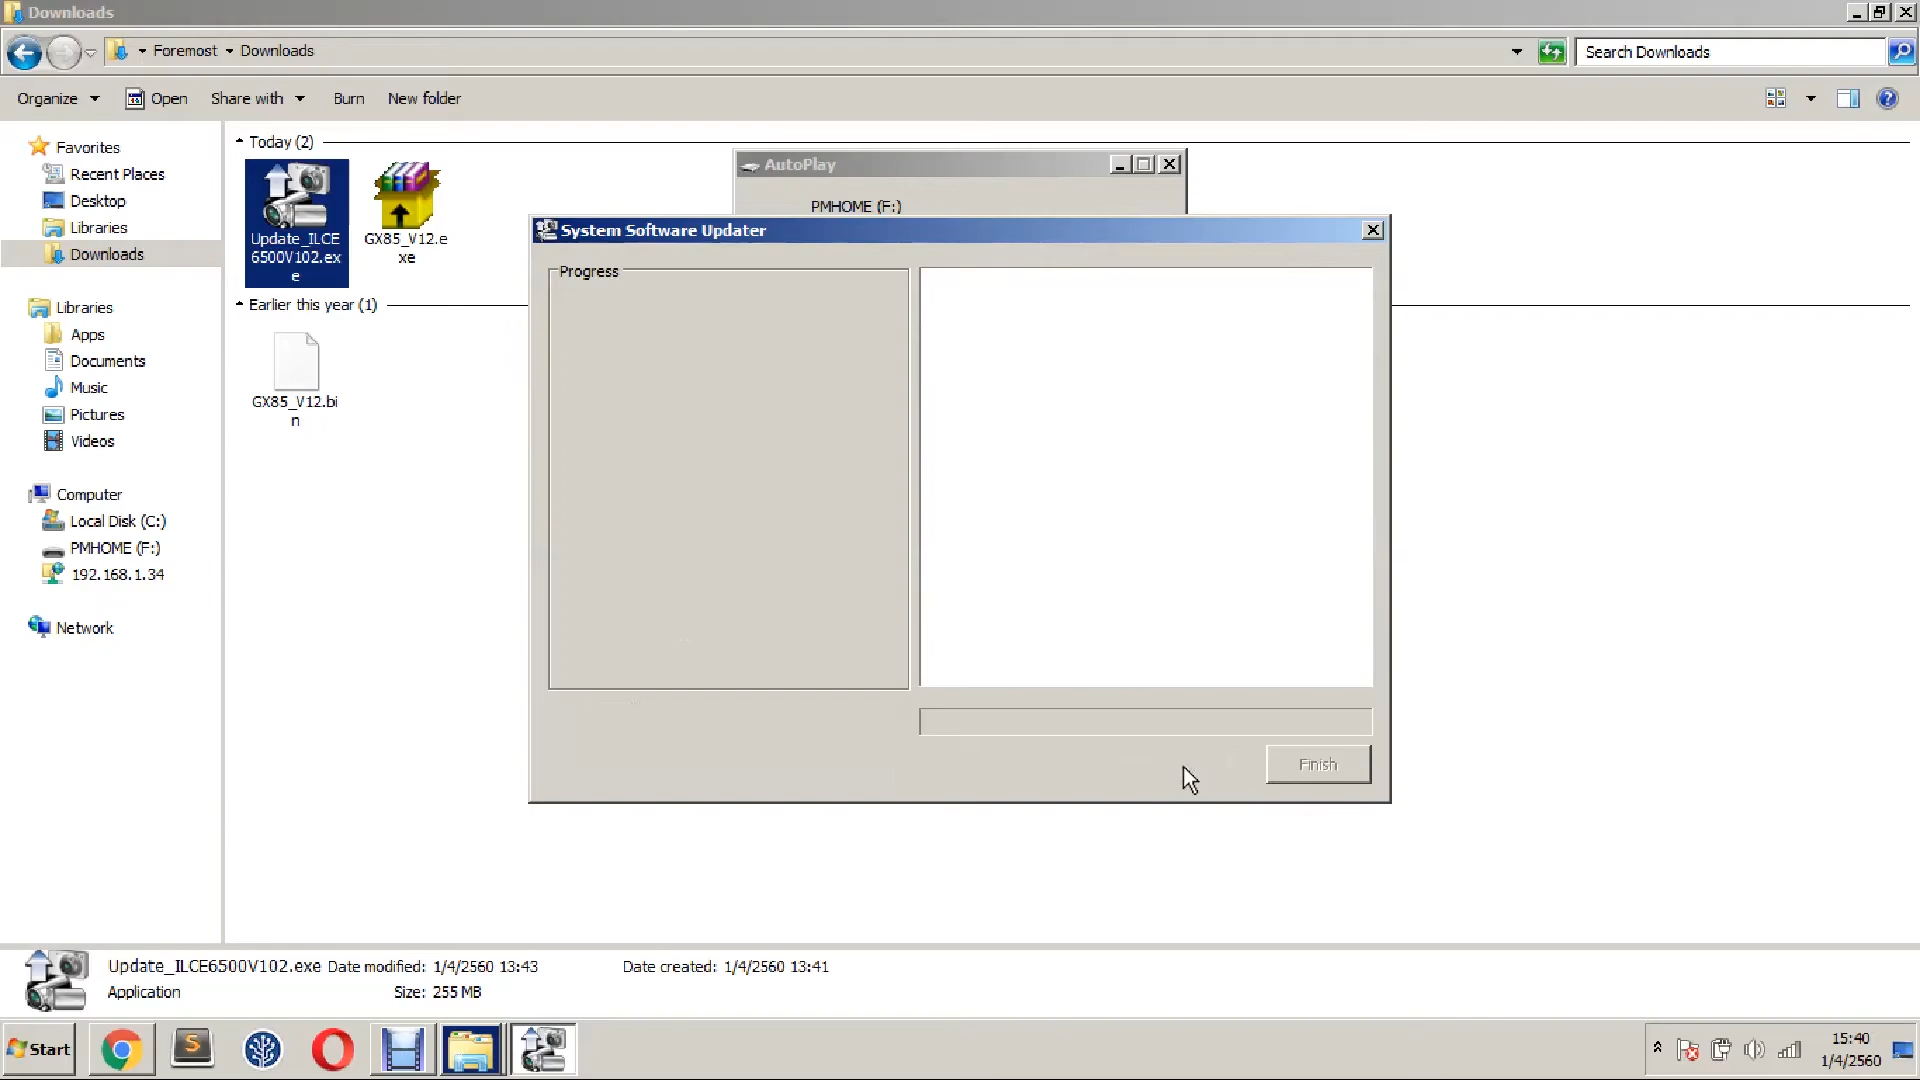 Downloads
Foremost
Downloads
Search Downloads
Organize
Open
Share with
Burn
New folder
Favorites
Recent Places
Desktop
Libraries
Downloads
Libraries
Apps
Documents
Music
Pictures
Videos
Computer
Local Disk (C:)
PMHOME (F:)
192.168.1.34
Network
Today (2)
Update_ILCE
6500V102.ex
e
GX85_V12.e
xe
Earlier this year (1)
GX85_V12.bi
n
AutoPlay
PMHOME (F:)
System Software Updater
Progress
Finish
Update_ILCE6500V102.exe Date modified: 1/4/2560 13:43 Date created: 1/4/2560 13:41
Application Size: 255 MB
Start
S
15:40
1/4/2560